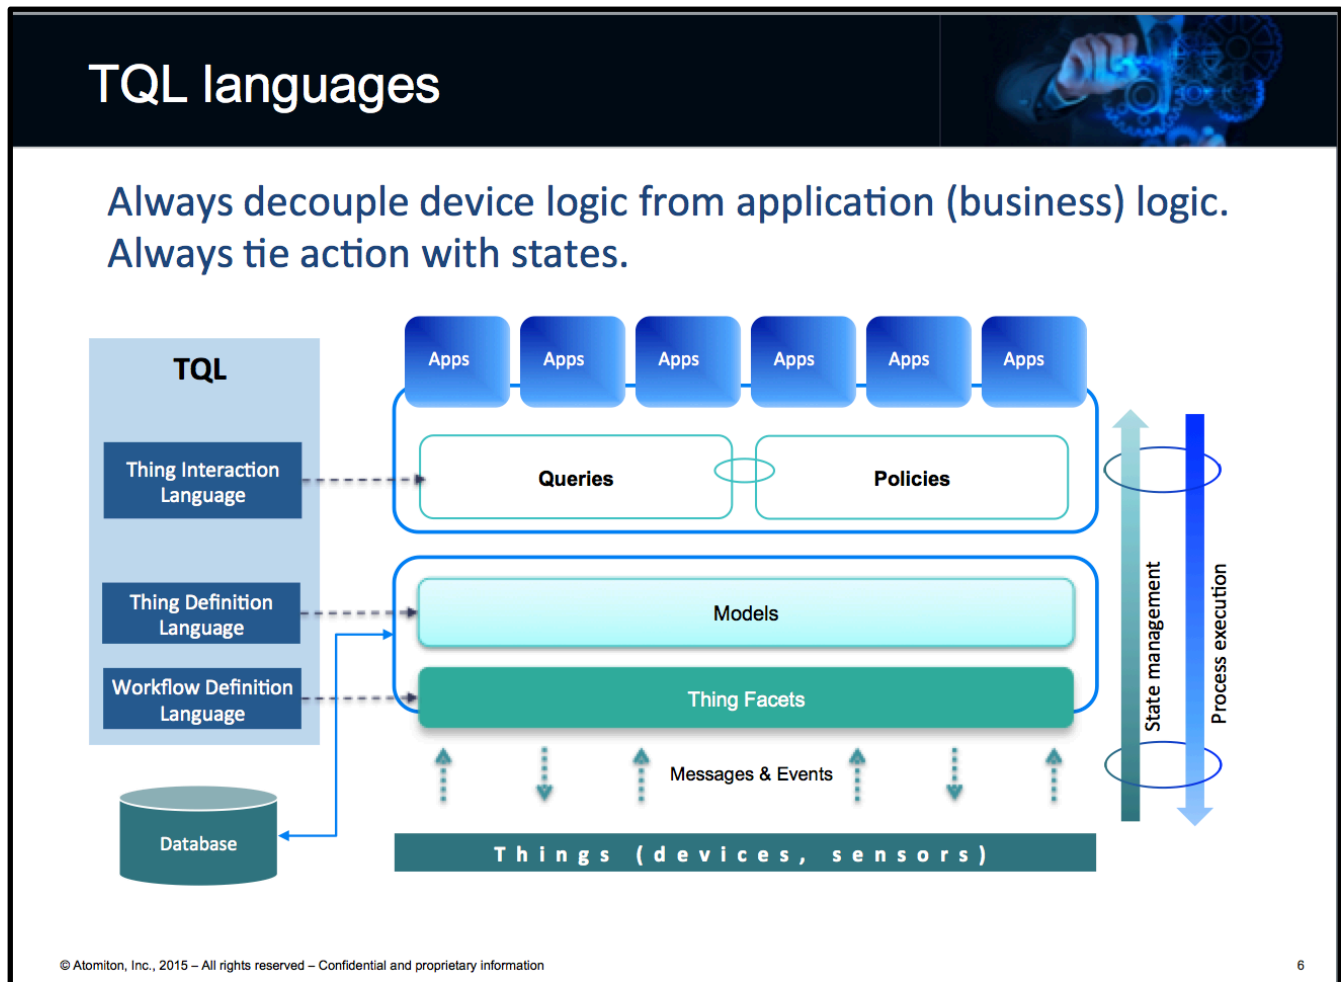 TQL languages
Always decouple device logic from application (business) logic.
Always tie action with states.
TQL
Apps
Apps
Apps
Apps
Apps
Apps
Thing Interaction
Language
Queries
Policies
Thing Definition
Language
Models
Workflow Definition
Language
Thing Facets
State management
Process execution
Messages & Events
Database
Things (devices, sensors)
© Atomiton, Inc., 2015 – All rights reserved – Confidential and proprietary information
6